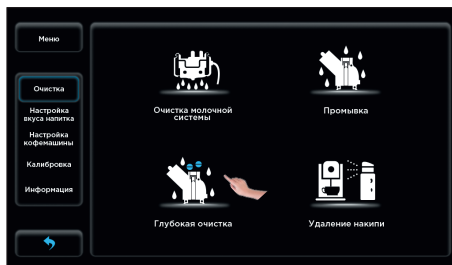 Меню
Очистка
Настройка
вкуса напитка
Настройка
кофемашины
Калибровка
Информация
Очистка молочной
системы
Промывка
Глубокая очистка
Удаление накипи